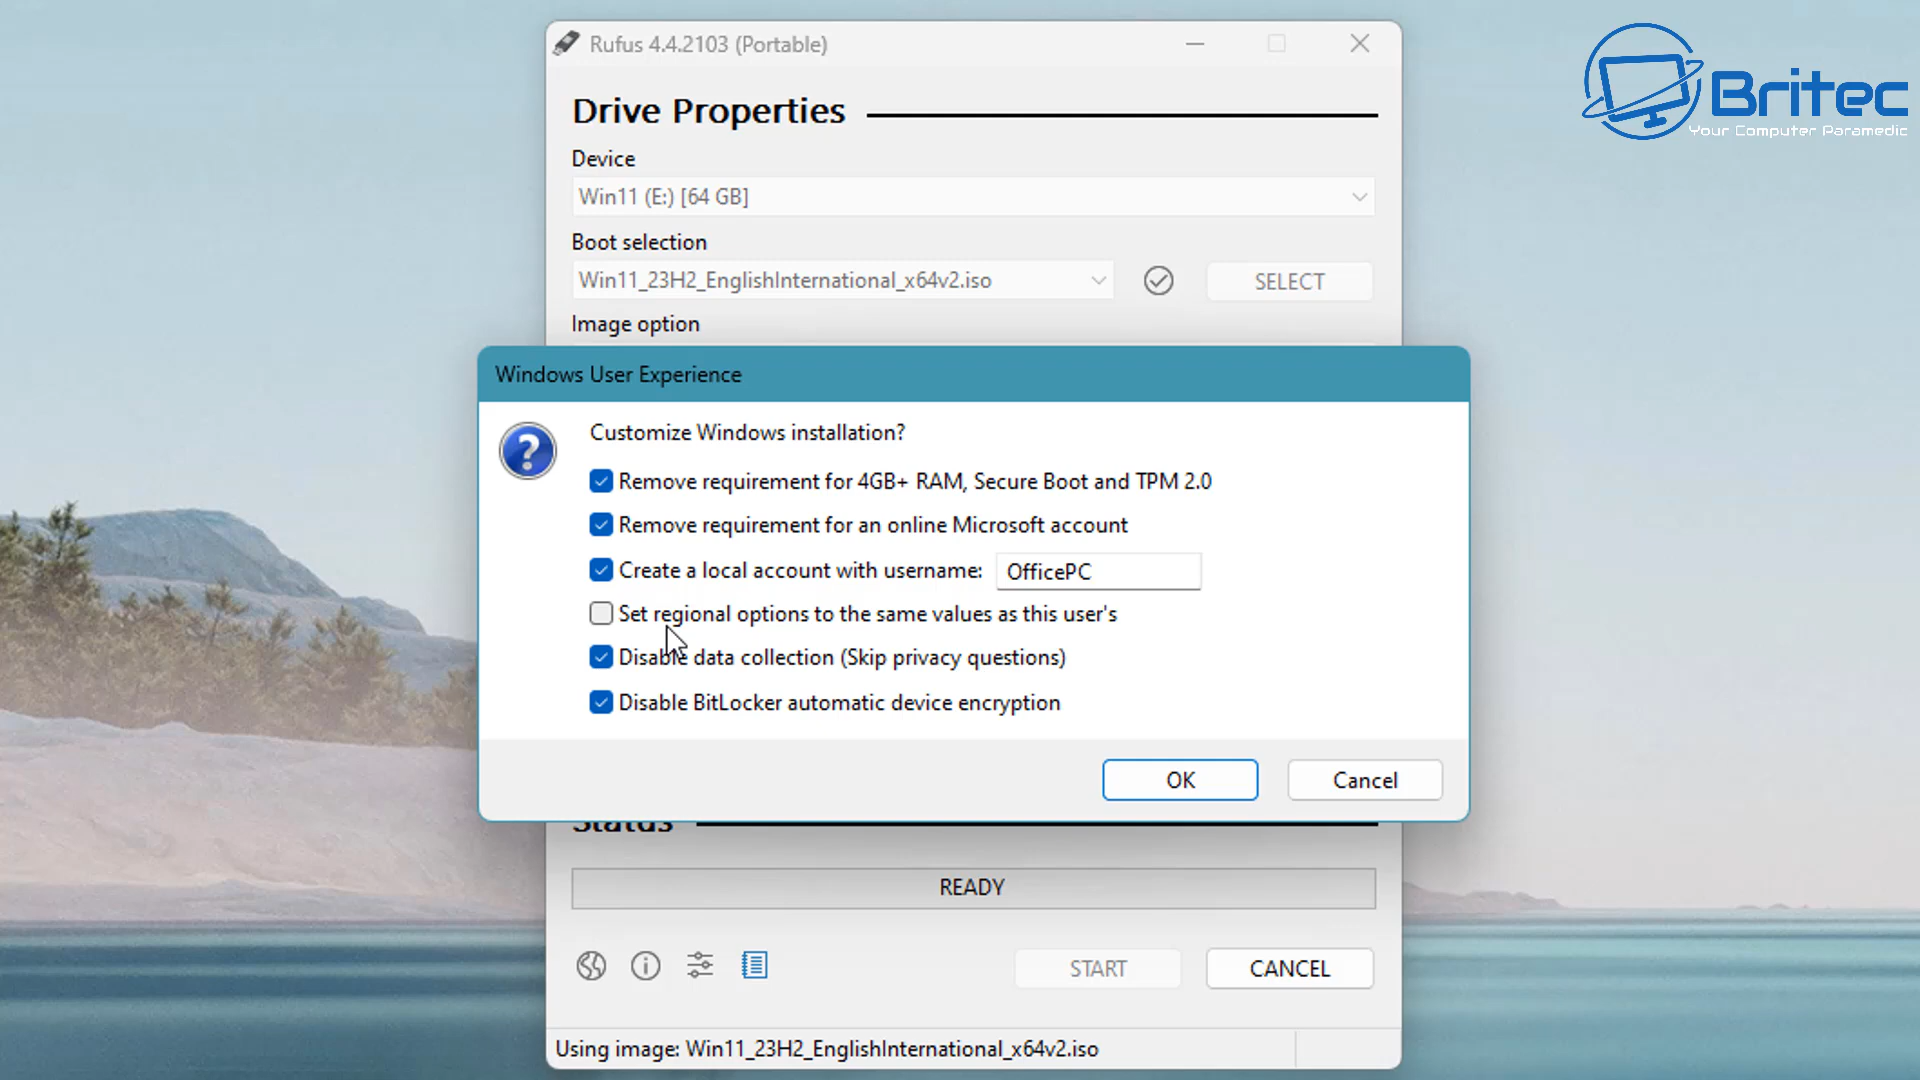 Rufus 4.4.2103 (Portable)
Britec
Your Computer Paramedic
Drive Properties
Device
Win11 (E:) [64 GB]
Boot selection
Win11_23H2_EnglishInternational_x64v2.iso
SELECT
Image option
Windows User Experience
Customize Windows installation?
Remove requirement for 4GB+ RAM, Secure Boot and TPM 2.0
Remove requirement for an online Microsoft account
Create a local account with username: OfficePC
Set regional options to the same values as this user's
Disable data collection (Skip privacy questions)
Disable BitLocker automatic device encryption
OK
Cancel
Status
READY
START
CANCEL
Using image: Win11_23H2_EnglishInternational_x64v2.iso